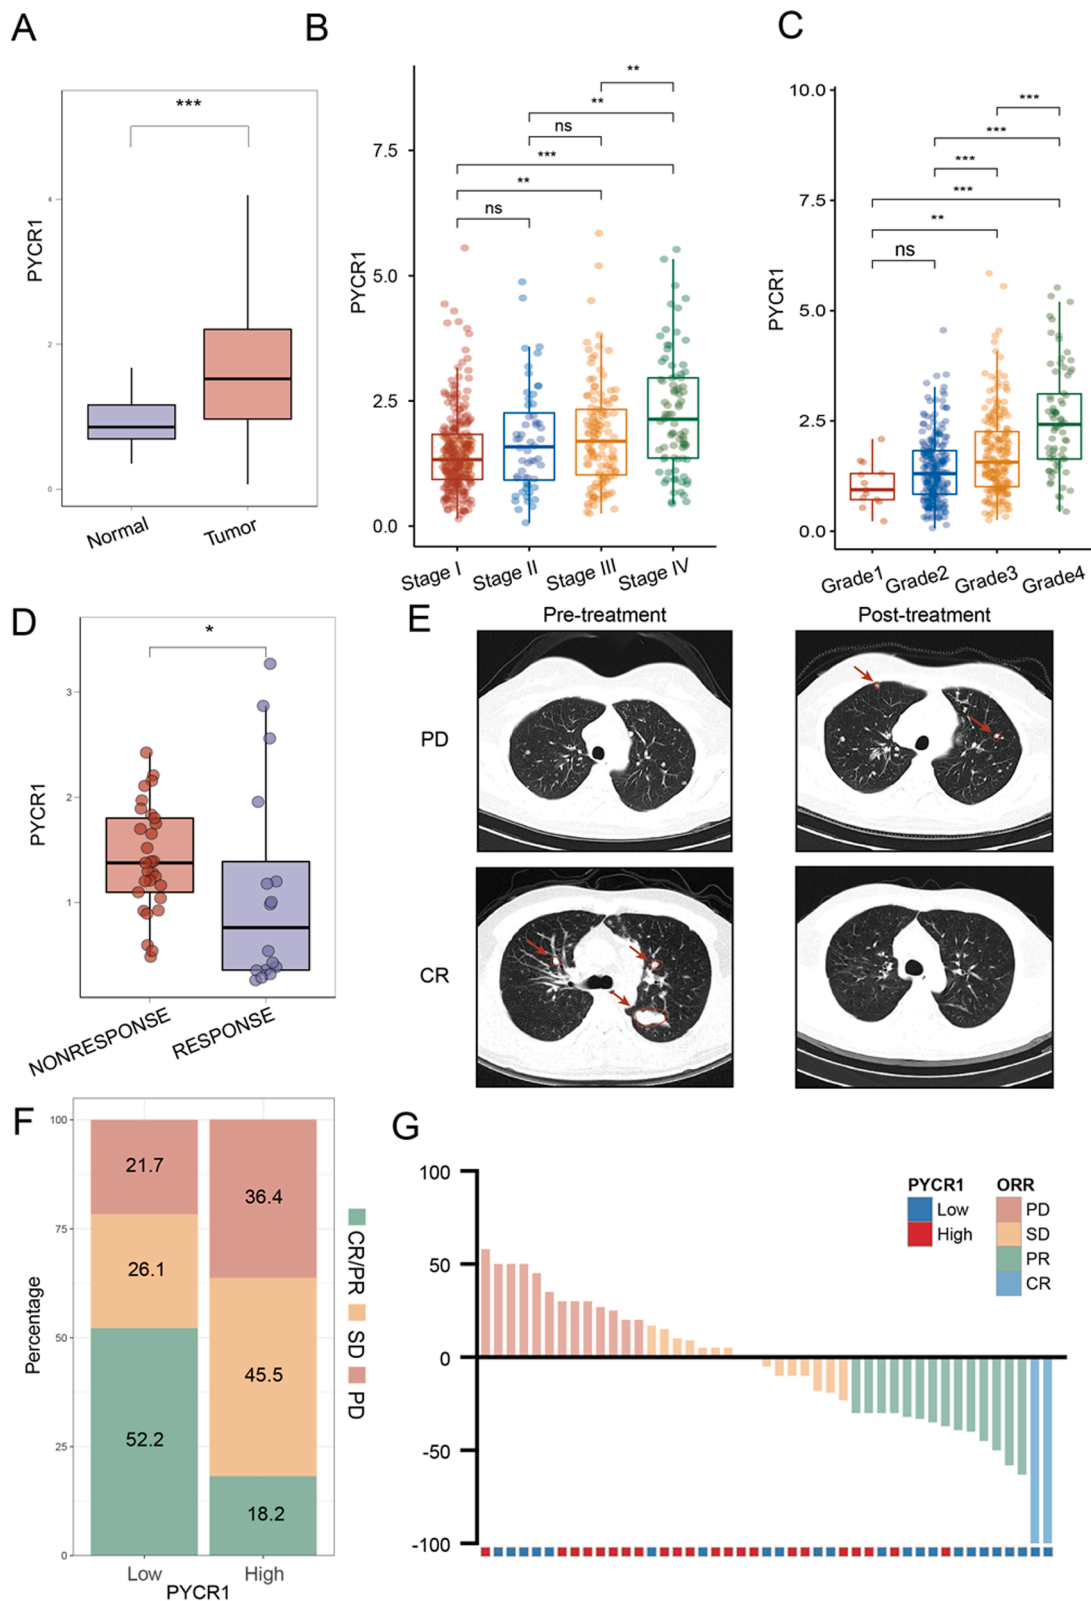 A
***
PYCR1
4
2
0
Normal
Tumor
B
**
**
ns
***
**
ns
7.5
5.0
2.5
0.0
PYCR1
Stage I
Stage II
Stage III
Stage IV
C
10.0
7.5
5.0
2.5
0.0
PYCR1
***
***
***
***
**
ns
Grade1
Grade2
Grade3
Grade4
D
*
PYCR1
3
2
1
NONRESPONSE
RESPONSE
E
Pre-treatment
Post-treatment
PD
CR
F
Percentage
100
75
50
25
0
21.7
26.1
52.2
36.4
45.5
18.2
Low
High
PYCR1
CR/PR
SD
PD
G
100
50
0
-50
-100
PYCR1
Low
High
ORR
PD
SD
PR
CR